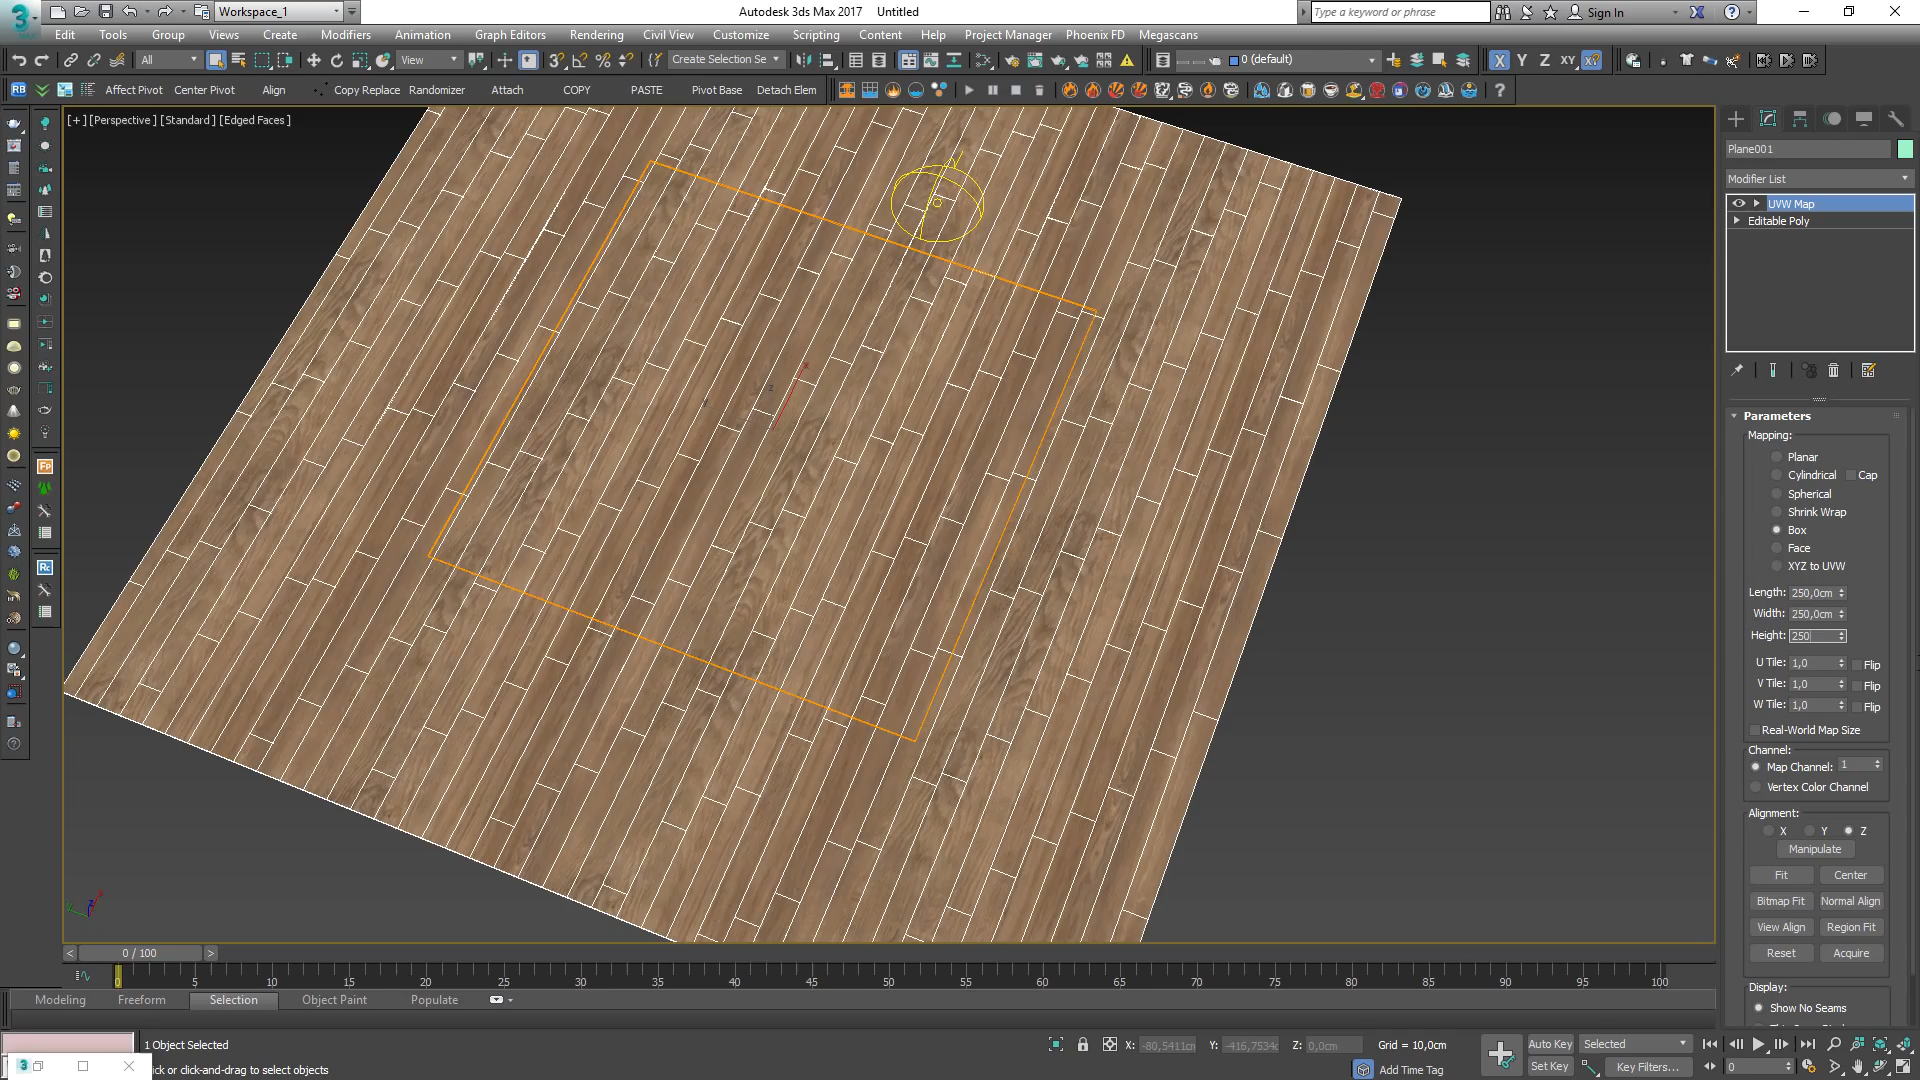 Workspace_1
Autodesk 3ds Max 2017    Untitled
Type a keyword or phrase
Sign In
Edit Tools Group Views Create Modifiers Animation Graph Editors Rendering Civil View Customize Scripting Content Help Project Manager Phoenix FD Megascans
All
View
Create Selection Se
0 (default)
X Y Z XY
RB Affect Pivot Center Pivot Align Copy Replace Randomizer Attach COPY PASTE Pivot Base Detach Elem
[+] [Perspective] [Standard] [Edged Faces]
Plane001
Modifier List
UVW Map
Editable Poly
Parameters
Mapping:
Planar
Cylindrical Cap
Spherical
Shrink Wrap
Box
Face
XYZ to UVW
Length: 250,0cm
Width: 250,0cm
Height: 250
U Tile: 1,0 Flip
V Tile: 1,0 Flip
W Tile: 1,0 Flip
Real-World Map Size
Channel:
Map Channel: 1
Vertex Color Channel
Alignment:
X Y Z
Manipulate
Fit Center
Bitmap Fit Normal Align
View Align Region Fit
Reset Acquire
Display:
Show No Seams
Fp
Rc
x
z
< 0 / 100 >
0 5 10 15 20 25 30 35 40 45 50 55 60 65 70 75 80 85 90 95 100
Modeling Freeform Selection Object Paint Populate
1 Object Selected
ick or click-and-drag to select objects
X: -80,5411cm Y: -416,7534c Z: 0,0cm Grid = 10,0cm
Add Time Tag
Auto Key Selected
Set Key Key Filters...
0